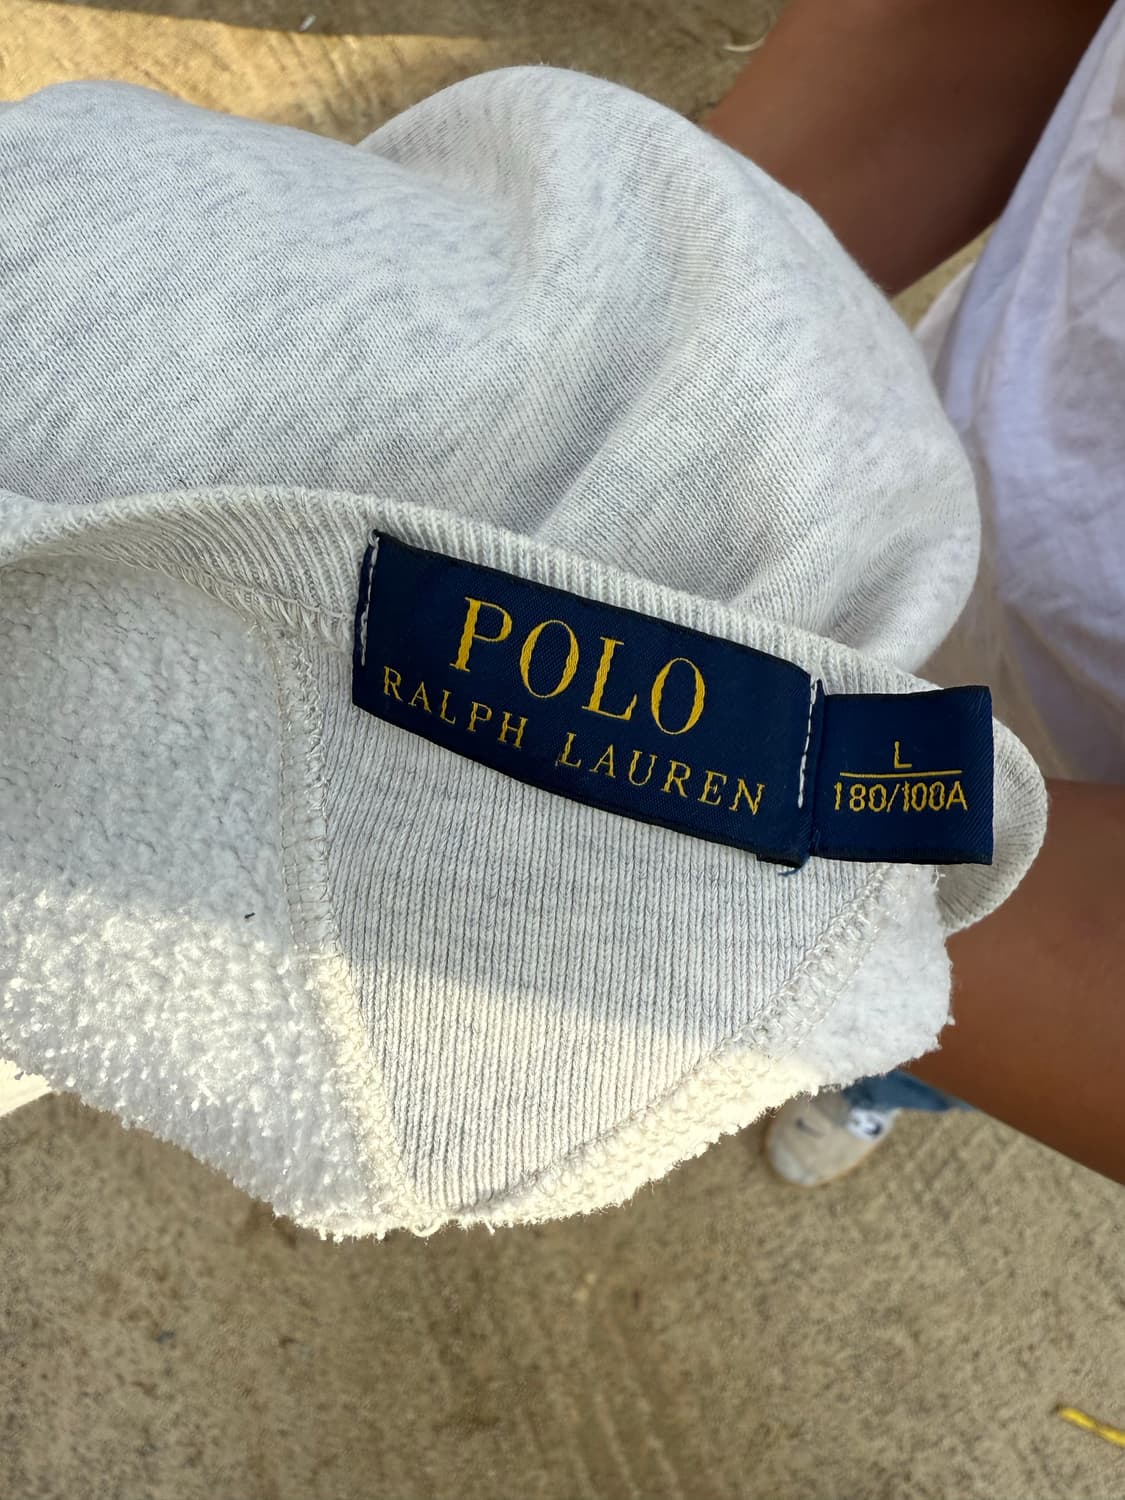 POLO
RALPH LAUREN
L
180/100A